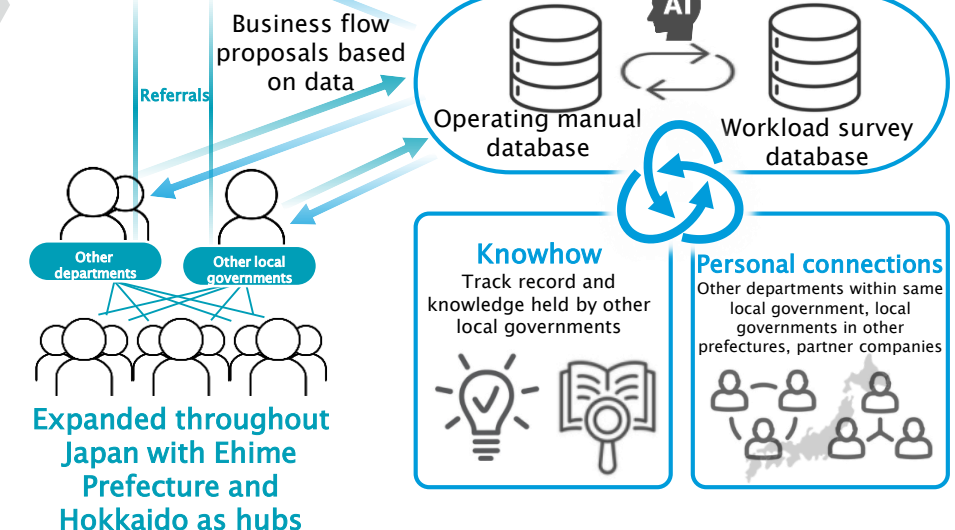 Business flow
proposals based
on data
Referrals
AI
Operating manual
database
Workload survey
database
Other
departments
Other local
governments
Expanded throughout
Japan with Ehime
Prefecture and
Hokkaido as hubs
Knowhow
Track record and
knowledge held by other
local governments
Personal connections
Other departments within same
local government, local
governments in other
prefectures, partner companies